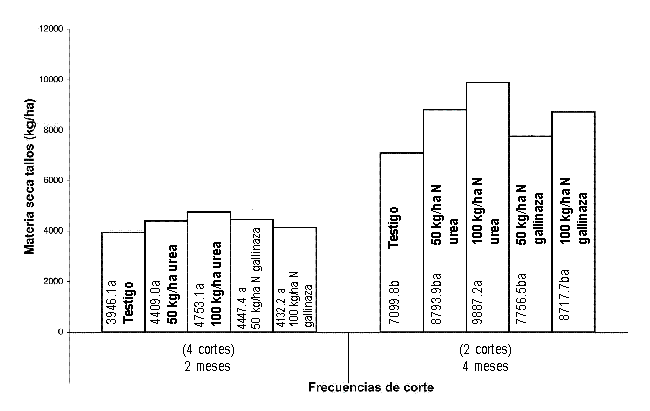 Materia seca tallos (kg/ha)
12000
10000
8000
6000
4000
2000
0
3946.1a
Testigo
4409.0a
50 kg/ha urea
4753.1a
100 kg/ha urea
4447.4 a
50 kg/ha N gallinaza
4132.2 a
100 kg/ha N
gallinaza
7099.8b
Testigo
8793.9ba
50 kg/ha N
urea
9887.2a
100 kg/ha N
urea
7756.5ba
50 kg/ha N
gallinaza
8717.7ba
100 kg/ha N
gallinaza
(4 cortes)
2 meses
(2 cortes)
4 meses
Frecuencias de corte